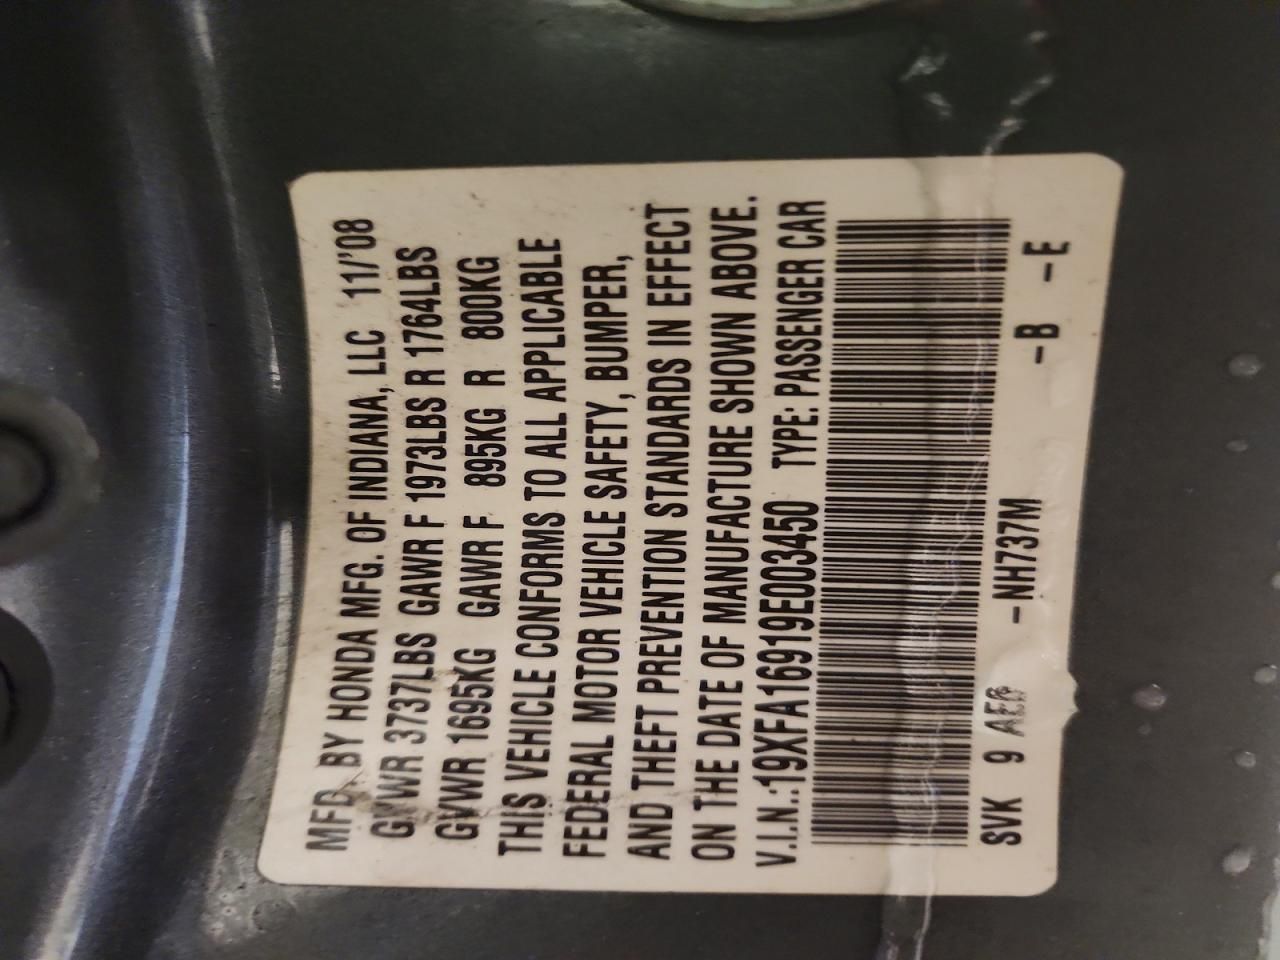 MFD. BY HONDA MFG. OF INDIANA, LLC 11/'08
GVWR 3737LBS GAWR F 1973LBS R 1764LBS
GVWR 1695KG GAWR F 895KG R 800KG
THIS VEHICLE CONFORMS TO ALL APPLICABLE
FEDERAL MOTOR VEHICLE SAFETY, BUMPER,
AND THEFT PREVENTION STANDARDS IN EFFECT
ON THE DATE OF MANUFACTURE SHOWN ABOVE.
V.I.N.:19XFA16919E003450 TYPE: PASSENGER CAR
SVK 9 -NH737M -B -E